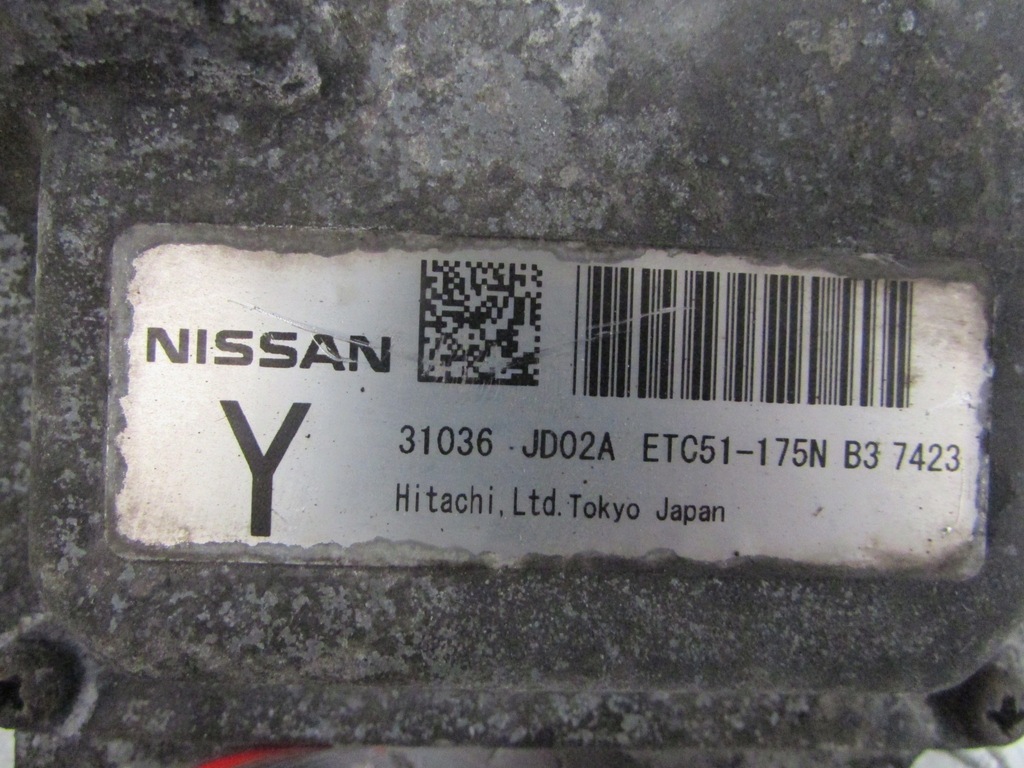 NISSAN
Y
31036 JD02A ETC51-175N B3 7423
Hitachi, Ltd. Tokyo Japan